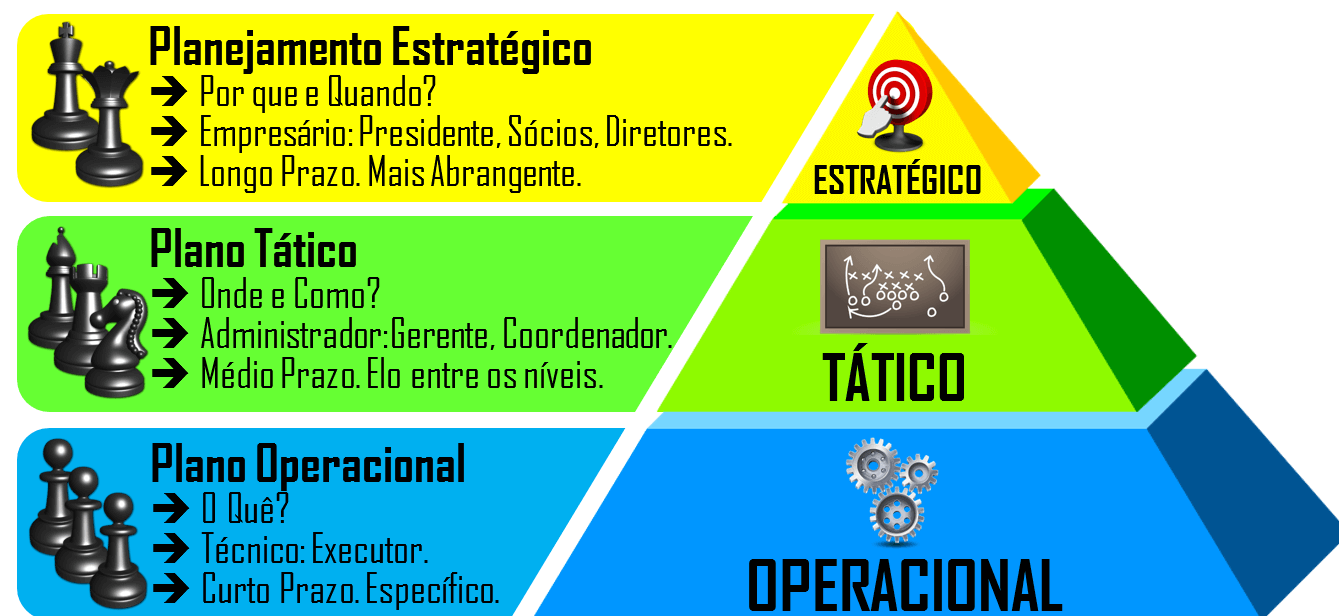 Planejamento Estratégico
➔ Por que e Quando?
➔ Empresário: Presidente, Sócios, Diretores.
➔ Longo Prazo. Mais Abrangente.
ESTRATÉGICO
Plano Tático
➔ Onde e Como?
➔ Administrador:Gerente, Coordenador.
➔ Médio Prazo. Elo entre os níveis.
TÁTICO
Plano Operacional
➔ O Quê?
➔ Técnico: Executor.
➔ Curto Prazo. Específico.
OPERACIONAL